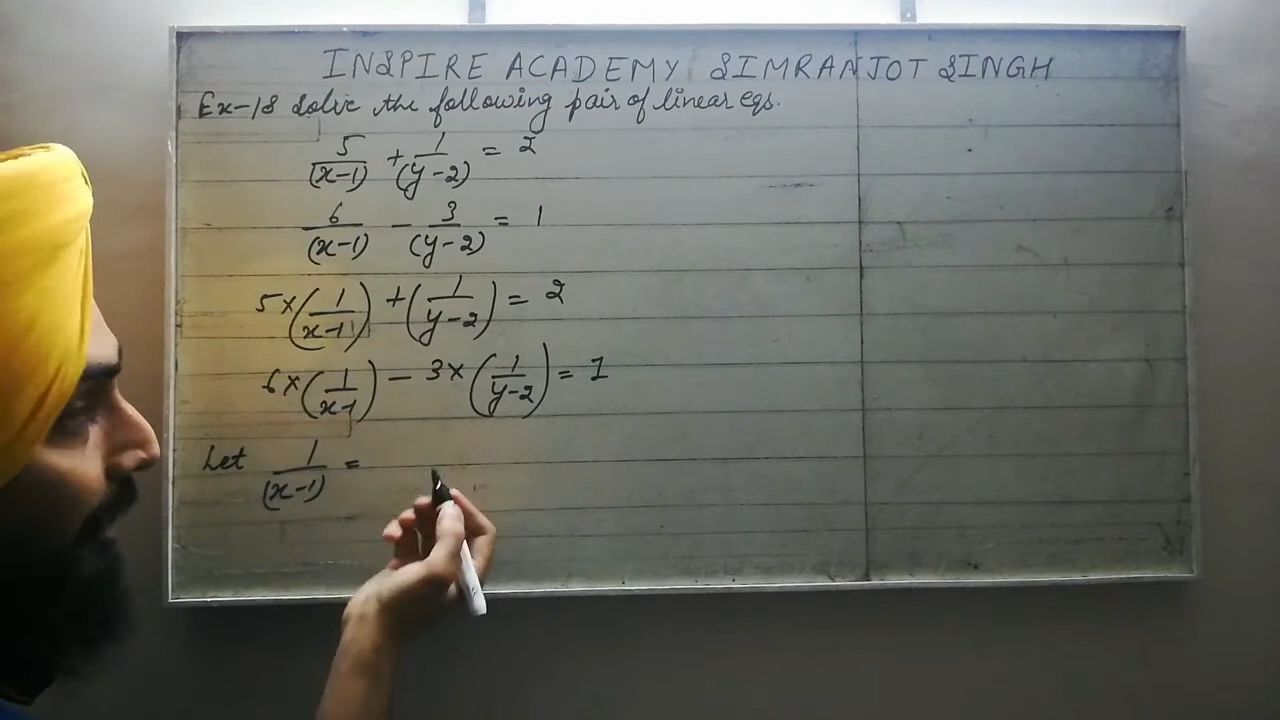 INSPIRE ACADEMY SIMRANJOT SINGH
Ex-18 Solve the following pair of linear eqs.
5/(x-1) + 1/(y-2) = 2
6/(x-1) - 3/(y-2) = 1
5×(1/x-1) + (1/y-2) = 2
6×(1/x-1) - 3×(1/y-2) = 1
Let 1/(x-1) =